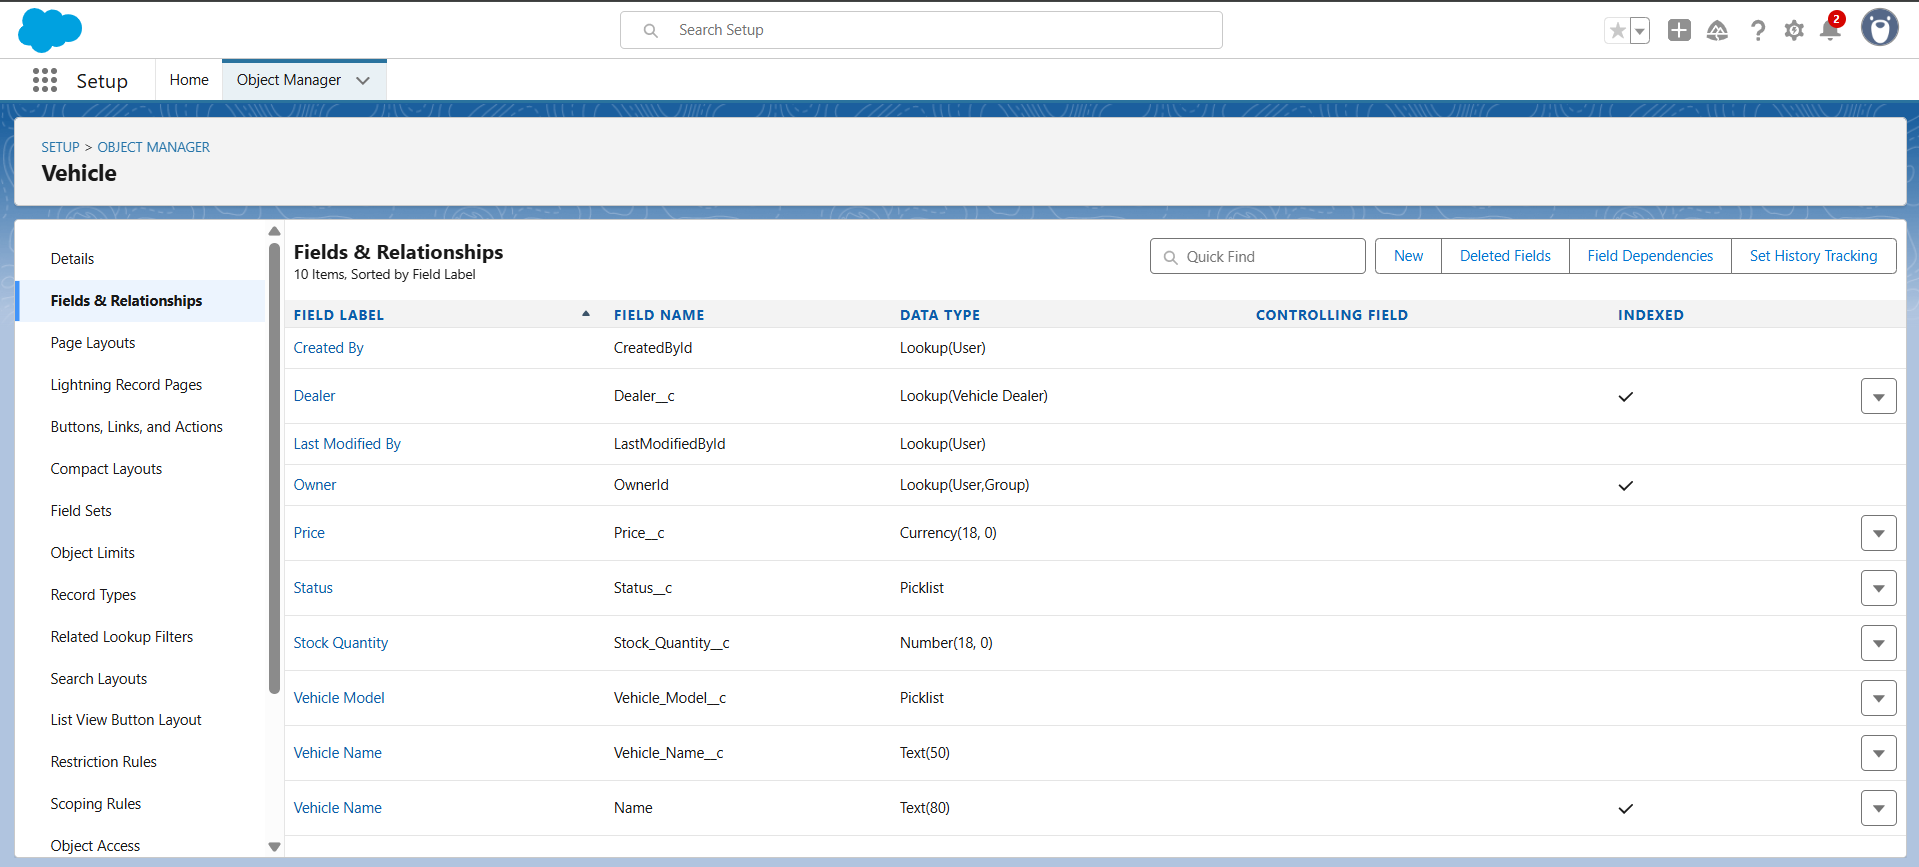 Search Setup
2
Setup
Home
Object Manager
SETUP > OBJECT MANAGER
Vehicle
Details
Fields & Relationships
Page Layouts
Lightning Record Pages
Buttons, Links, and Actions
Compact Layouts
Field Sets
Object Limits
Record Types
Related Lookup Filters
Search Layouts
List View Button Layout
Restriction Rules
Scoping Rules
Object Access
Fields & Relationships
10 Items, Sorted by Field Label
Quick Find
New
Deleted Fields
Field Dependencies
Set History Tracking
FIELD LABEL FIELD NAME DATA TYPE CONTROLLING FIELD INDEXED
Created By CreatedById Lookup(User)
Dealer Dealer__c Lookup(Vehicle Dealer)
Last Modified By LastModifiedById Lookup(User)
Owner OwnerId Lookup(User,Group)
Price Price__c Currency(18, 0)
Status Status__c Picklist
Stock Quantity Stock_Quantity__c Number(18, 0)
Vehicle Model Vehicle_Model__c Picklist
Vehicle Name Vehicle_Name__c Text(50)
Vehicle Name Name Text(80)